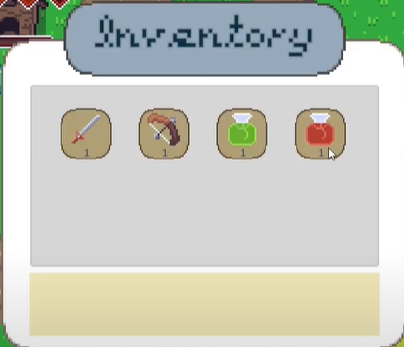 Inventory
1 1 1 1